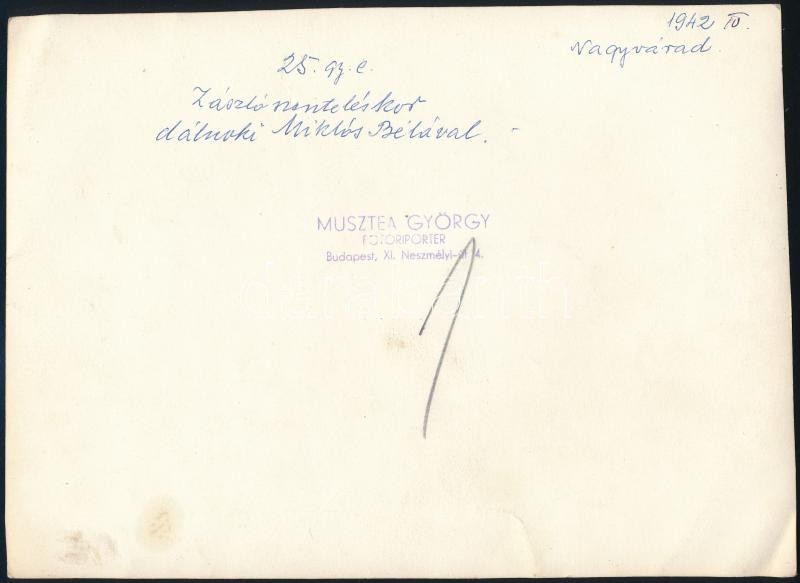 1942 IV.
Nagyvárad.
25. gy. e.
Zászlószenteléskor
dálnoki Miklós Bélával. -
MUSZTEA GYÖRGY
FOTORIPORTER
Budapest, XI. Neszmélyi-út 4.
1